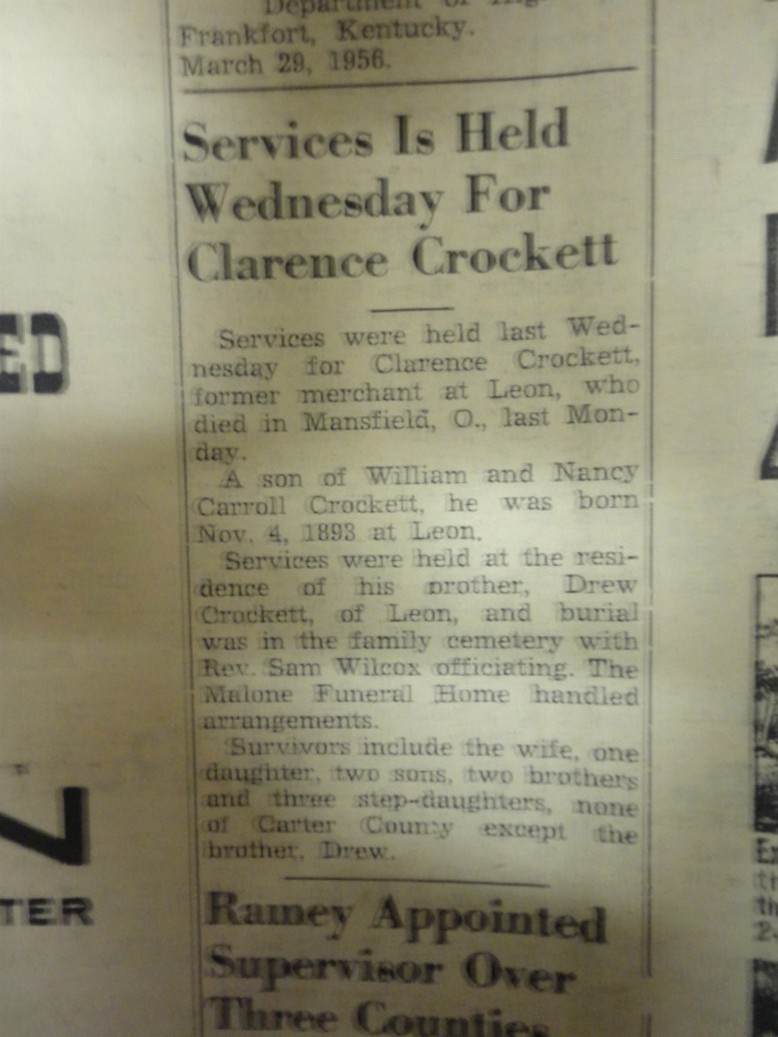 Department of
Frankfort, Kentucky.
March 29, 1956.
Services Is Held
Wednesday For
Clarence Crockett
Services were held last Wed-
nesday for Clarence Crockett,
former merchant at Leon, who
died in Mansfield, O., last Mon-
day.
A son of William and Nancy
Carroll Crockett, he was born
Nov. 4, 1893 at Leon.
Services were held at the resi-
dence of his brother, Drew
Crockett, of Leon, and burial
was in the family cemetery with
Rev. Sam Wilcox officiating. The
Malone Funeral Home handled
arrangements.
Survivors include the wife, one
daughter, two sons, two brothers
and three step-daughters, none
of Carter County except the
brother, Drew.
Ramey Appointed
Supervisor Over
Three Counties
ED
Z
TER